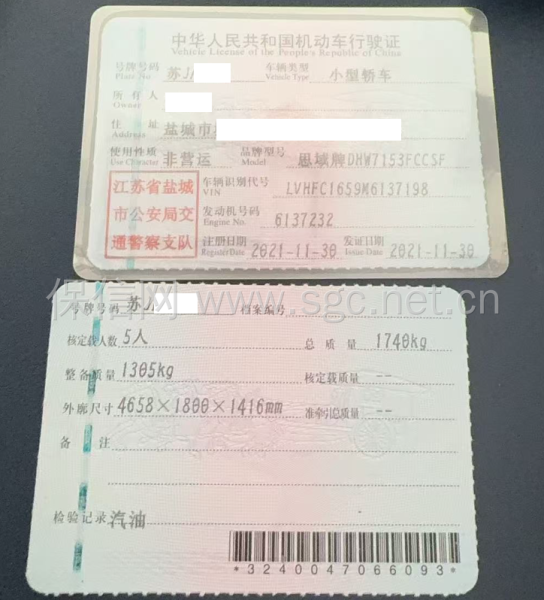 中华人民共和国机动车行驶证
Vehicle License of the People's Republic of China
号牌号码 苏J 车辆类型 小型轿车
Plate No. Vehicle Type
所有人
Owner
住址 盐城市
Address
使用性质 非营运 品牌型号 思域牌DHW7153FCCSF
Use Character Model
江苏省盐城
市公安局交
通警察支队
车辆识别代号 LVHFC1659M6137198
VIN
发动机号码 6137232
Engine No.
注册日期 2021-11-30 发证日期 2021-11-30
Register Date Issue Date
保信网 www.sgc.net.cn
号牌号码 苏J 档案编号
核定载人数 5人 总质量 1740kg
整备质量 1305kg 核定载质量 --
外廓尺寸 4658×1800×1416mm 准牵引总质量 --
备注
检验记录 汽油
*3240047066093*